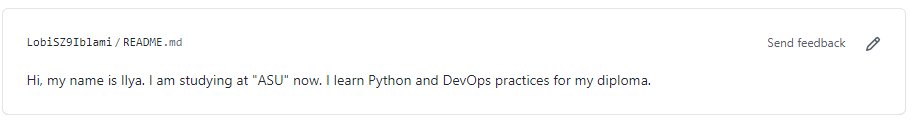 LobiSZ9Iblami / README.md Send feedback
Hi, my name is Ilya. I am studying at "ASU" now. I learn Python and DevOps practices for my diploma.